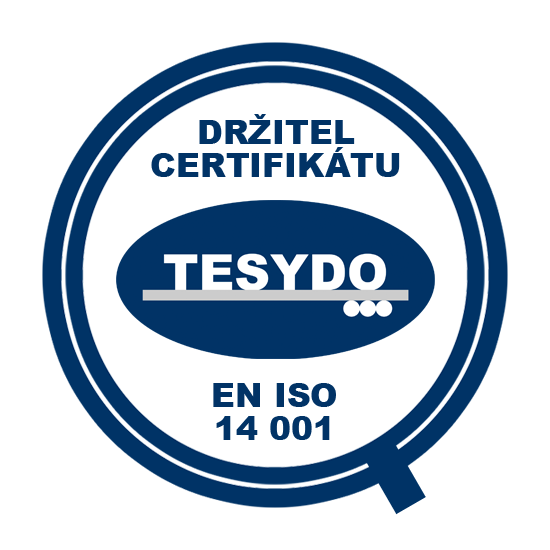 DRŽITEL
CERTIFIKÁTU
TESYDO
EN ISO
14 001